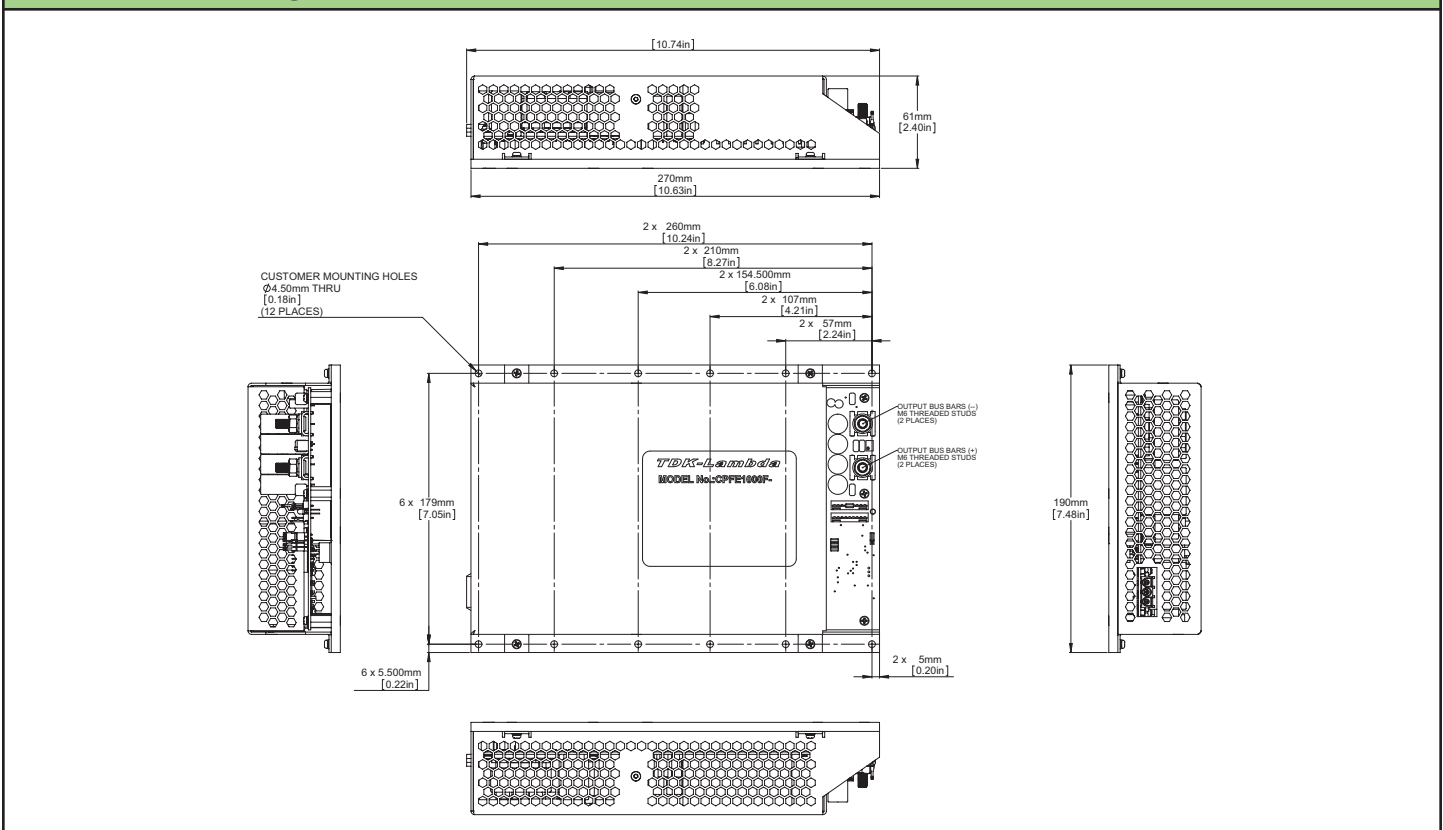 [10.74in]
61mm
[2.40in]
270mm
[10.63in]
2 x 260mm
[10.24in]
2 x 210mm
[8.27in]
2 x 154.500mm
[6.08in]
2 x 107mm
[4.21in]
2 x 57mm
[2.24in]
CUSTOMER MOUNTING HOLES
Ø4.50mm THRU
[0.18in]
(12 PLACES)
OUTPUT BUS BARS (–)
M6 THREADED STUDS
(2 PLACES)
OUTPUT BUS BARS (+)
M6 THREADED STUDS
(2 PLACES)
TDK-Lambda
MODEL No.:CPFE1000F-
6 x 179mm
[7.05in]
190mm
[7.48in]
6 x 5.500mm
[0.22in]
2 x 5mm
[0.20in]